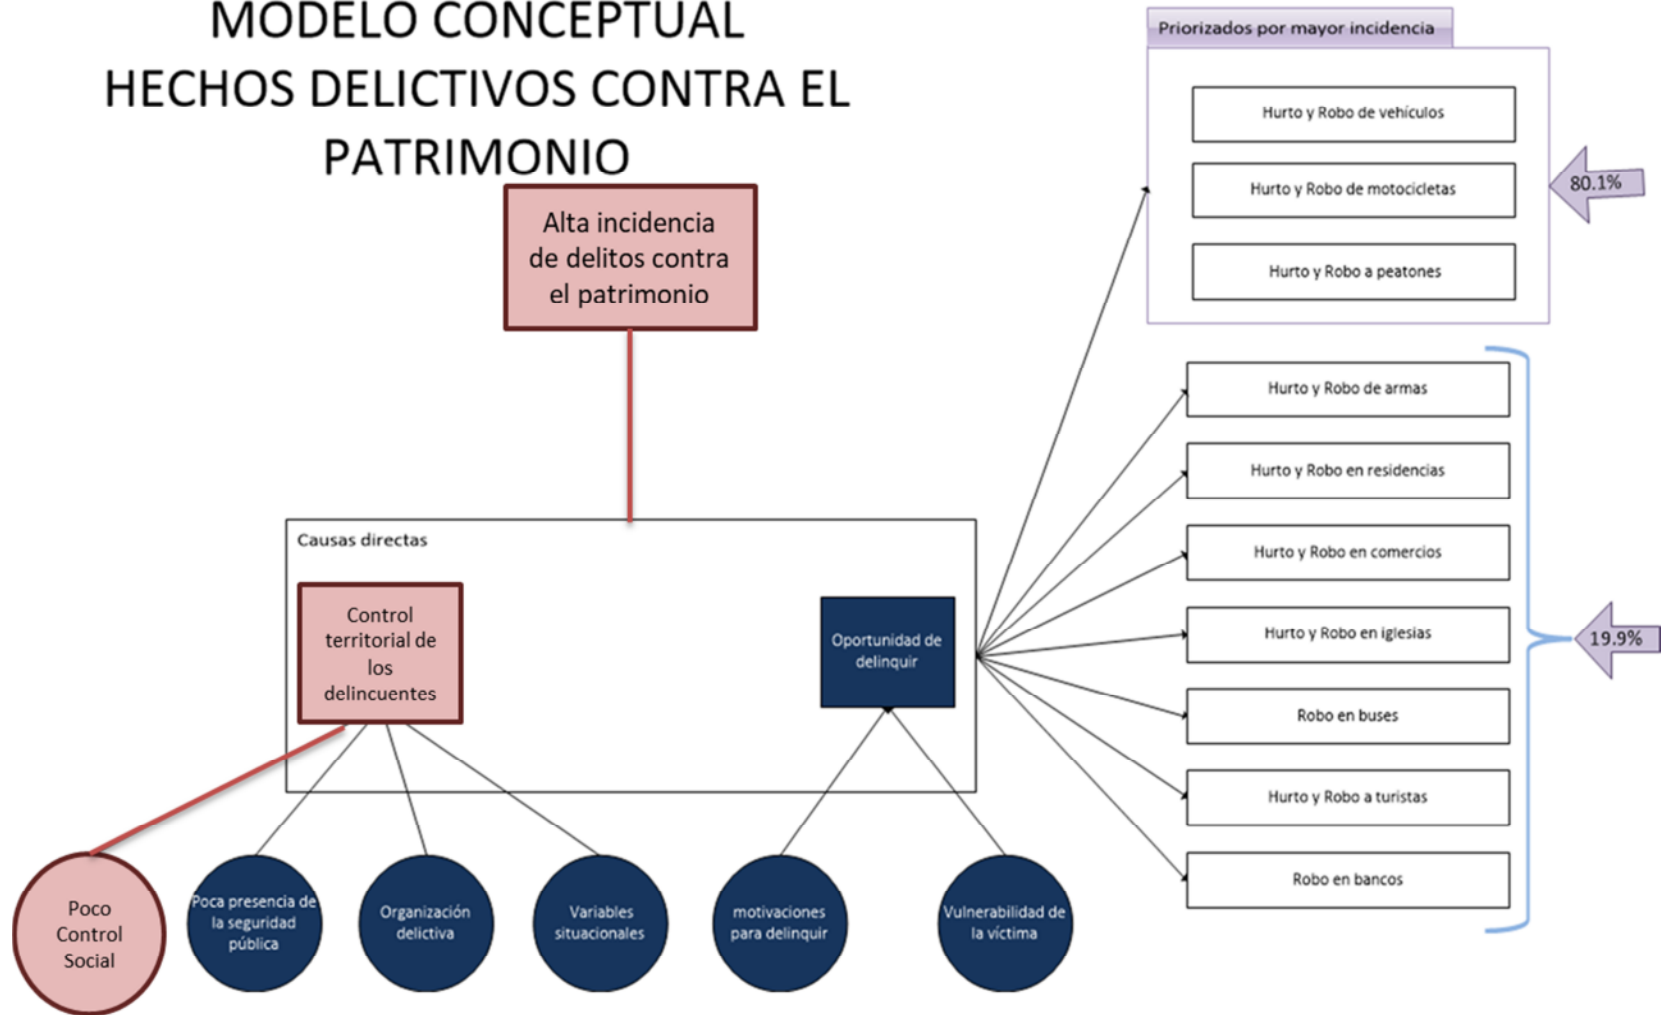 MODELO CONCEPTUAL
HECHOS DELICTIVOS CONTRA EL
PATRIMONIO
Alta incidencia
de delitos contra
el patrimonio
Causas directas
Control
territorial de
los
delincuentes
Oportunidad de
delinquir
Poco
Control
Social
Poca presencia de
la seguridad
pública
Organización
delictiva
Variables
situacionales
motivaciones
para delinquir
Vulnerabilidad de
la víctima
Priorizados por mayor incidencia
Hurto y Robo de vehículos
Hurto y Robo de motocicletas
Hurto y Robo a peatones
80.1%
Hurto y Robo de armas
Hurto y Robo en residencias
Hurto y Robo en comercios
Hurto y Robo en iglesias
Robo en buses
Hurto y Robo a turistas
Robo en bancos
19.9%